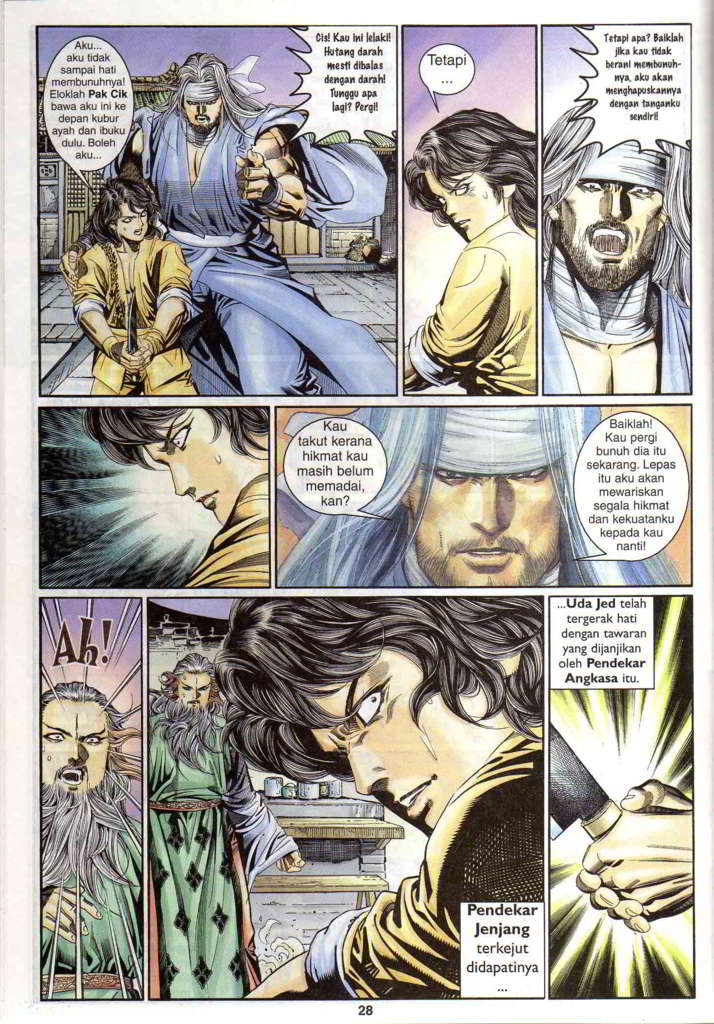 Aku...
aku tidak
sampai hati
membunuhnya!
Eloklah Pak Cik
bawa aku ini ke
depan kubur
ayah dan ibuku
dulu. Boleh
aku...
Cis! Kau ini lelaki!
Hutang darah
mesti dibalas
dengan darah!
Tunggu apa
lagi? Pergi!
Tetapi
...
Tetapi apa? Baiklah
jika kau tidak
berani membunuh-
nya, aku akan
menghapuskannya
dengan tanganku
sendiri!
Kau
takut kerana
hikmat kau
masih belum
memadai,
kan?
Baiklah!
Kau pergi
bunuh dia itu
sekarang. Lepas
itu aku akan
mewariskan
segala hikmat
dan kekuatanku
kepada kau
nanti!
Ah!
Pendekar
Jenjang
terkejut
didapatinya
...
...Uda Jed telah
tergerak hati
dengan tawaran
yang dijanjikan
oleh Pendekar
Angkasa itu.
28